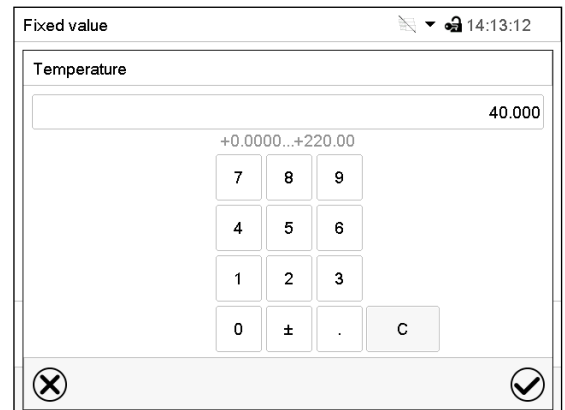 Fixed value 14:13:12
Temperature
40.000
+0.0000...+220.00
7 8 9
4 5 6
1 2 3
0 ± . C